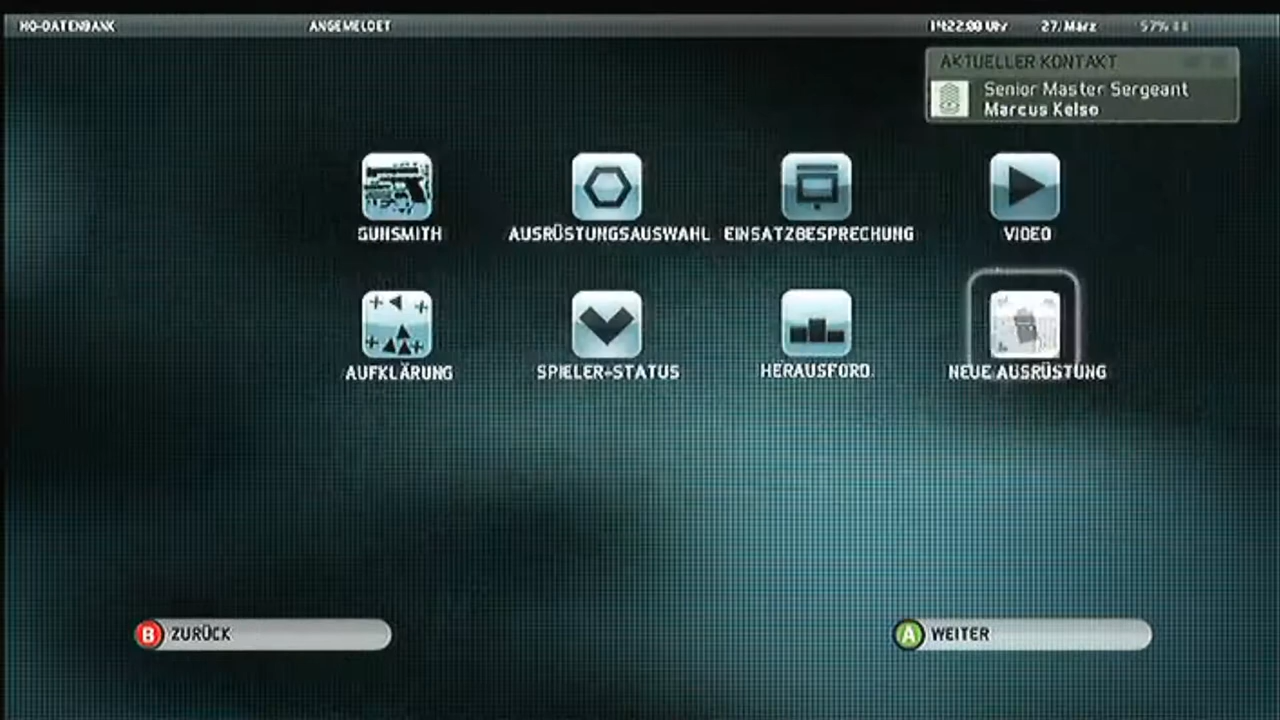 HQ-DATENBANK ANGEMELDET 27. März 57%
AKTUELLER KONTAKT
Senior Master Sergeant
Marcus Kelso
GUNSMITH AUSRÜSTUNGSAUSWAHL EINSATZBESPRECHUNG VIDEO
AUFKLÄRUNG SPIELER-STATUS HERAUSFORD. NEUE AUSRÜSTUNG
B ZURÜCK A WEITER